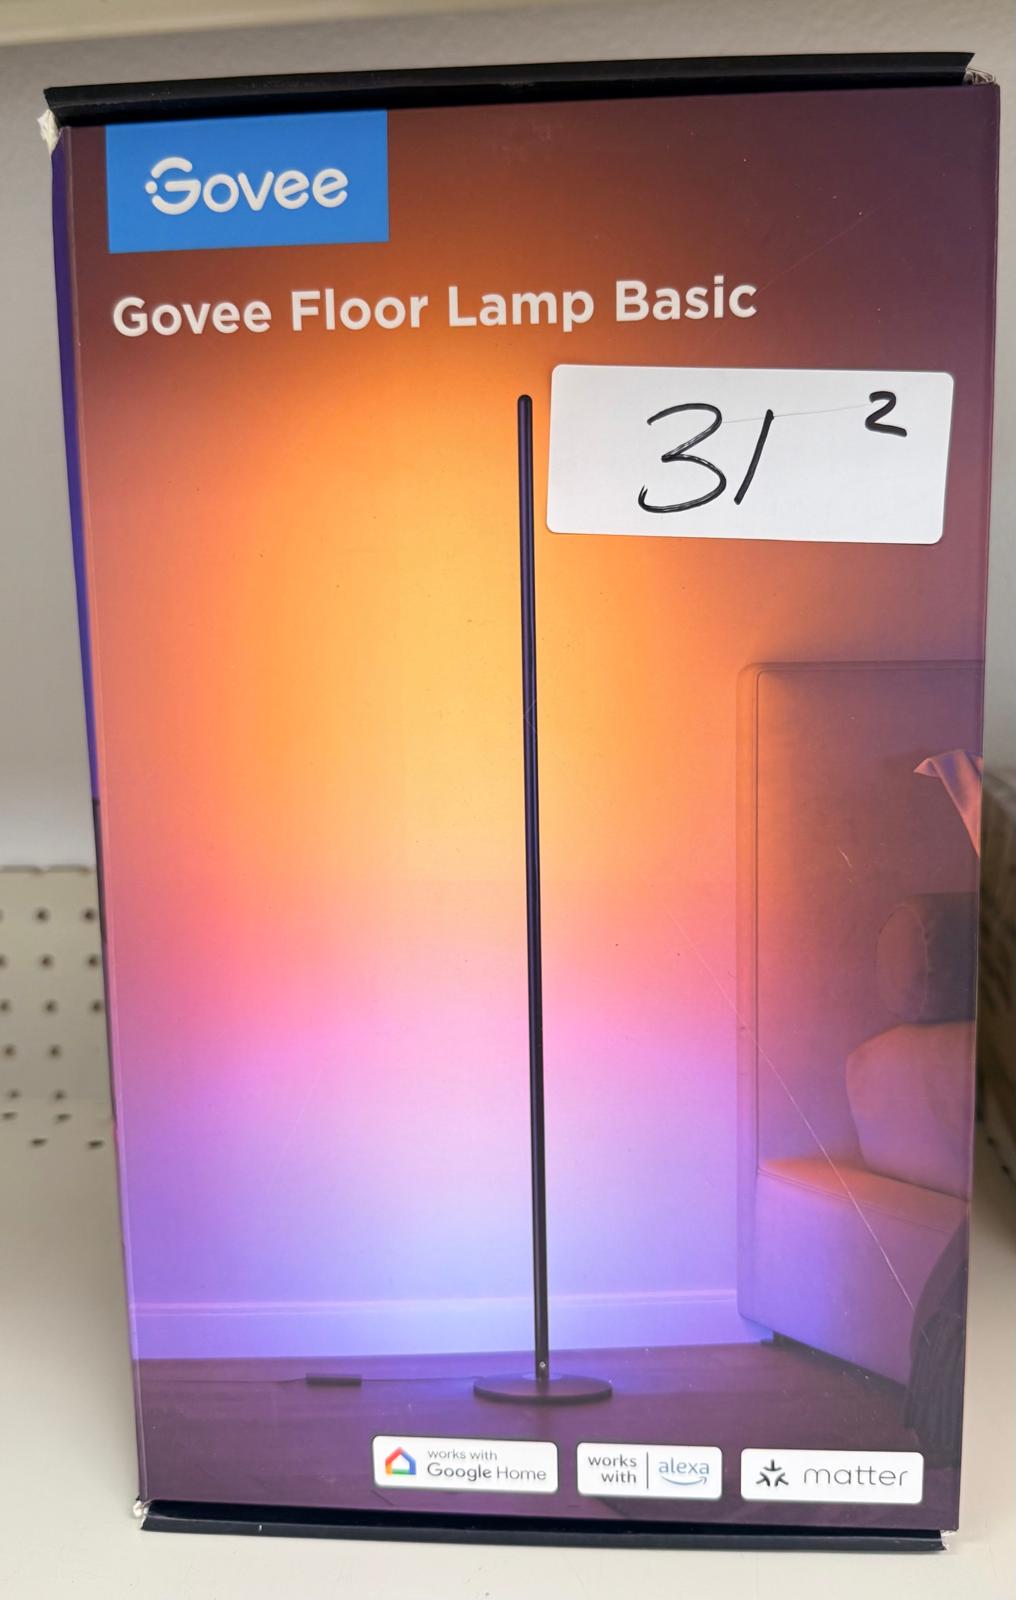 Govee
Govee Floor Lamp Basic
31 2
works with
Google Home
works
with
alexa
matter